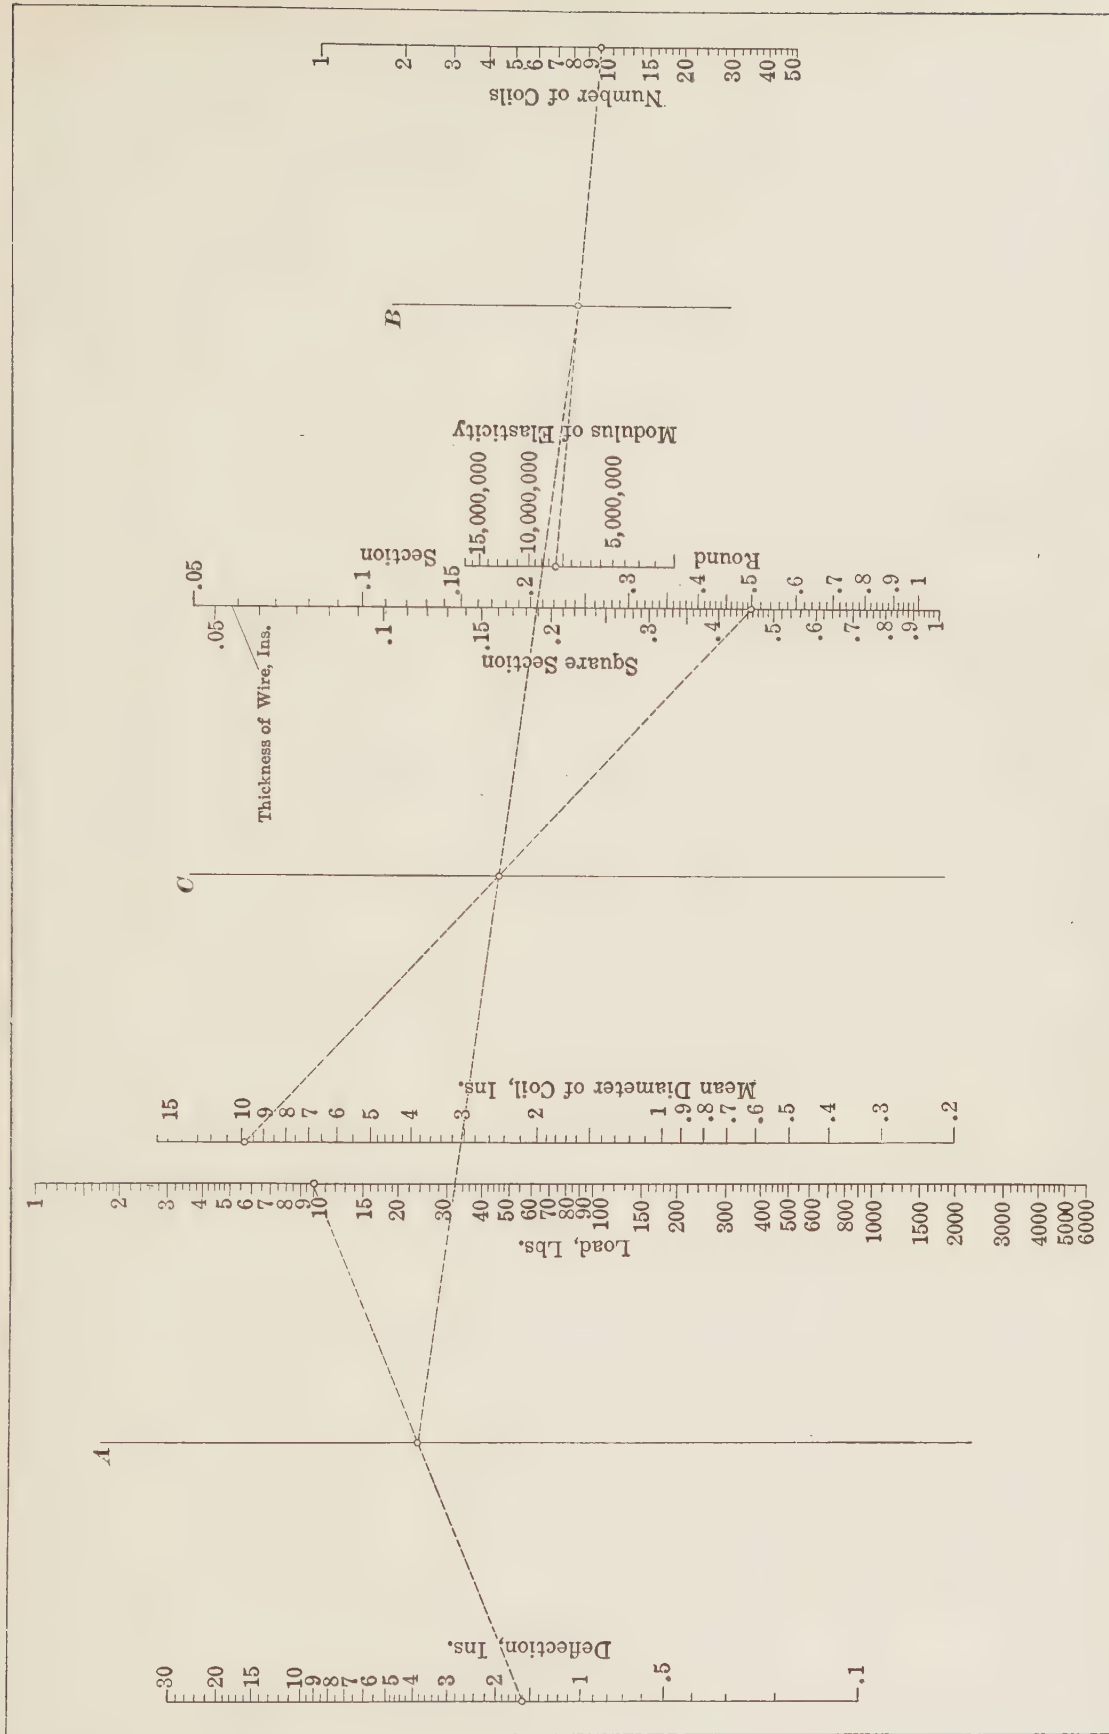 1 2 3 4 5 6 7 8 9 10 15 20 30 40 50
Number of Coils
B
Modulus of Elasticity
15,000,000 10,000,000 5,000,000
Round Section
.05 .1 .15 .2 .3 .4 .5 .6 .7 .8 .9 1
.05 .1 .15 .2 .3 .4 .5 .6 .7 .8 .9 1
Square Section
Thickness of Wire, Ins.
C
Mean Diameter of Coil, Ins.
15 10 9 8 7 6 5 4 3 2 1 .9 .8 .7 .6 .5 .4 .3 .2
1 2 3 4 5 6 7 8 9 10 15 20 30 40 50 60 70 80 90 100 150 200 300 400 500 600 700 800 1000 1500 2000 3000 4000 5000 6000
Load, Lbs.
A
Deflection, Ins.
30 20 15 10 9 8 7 6 5 4 3 2 1 .5 .1